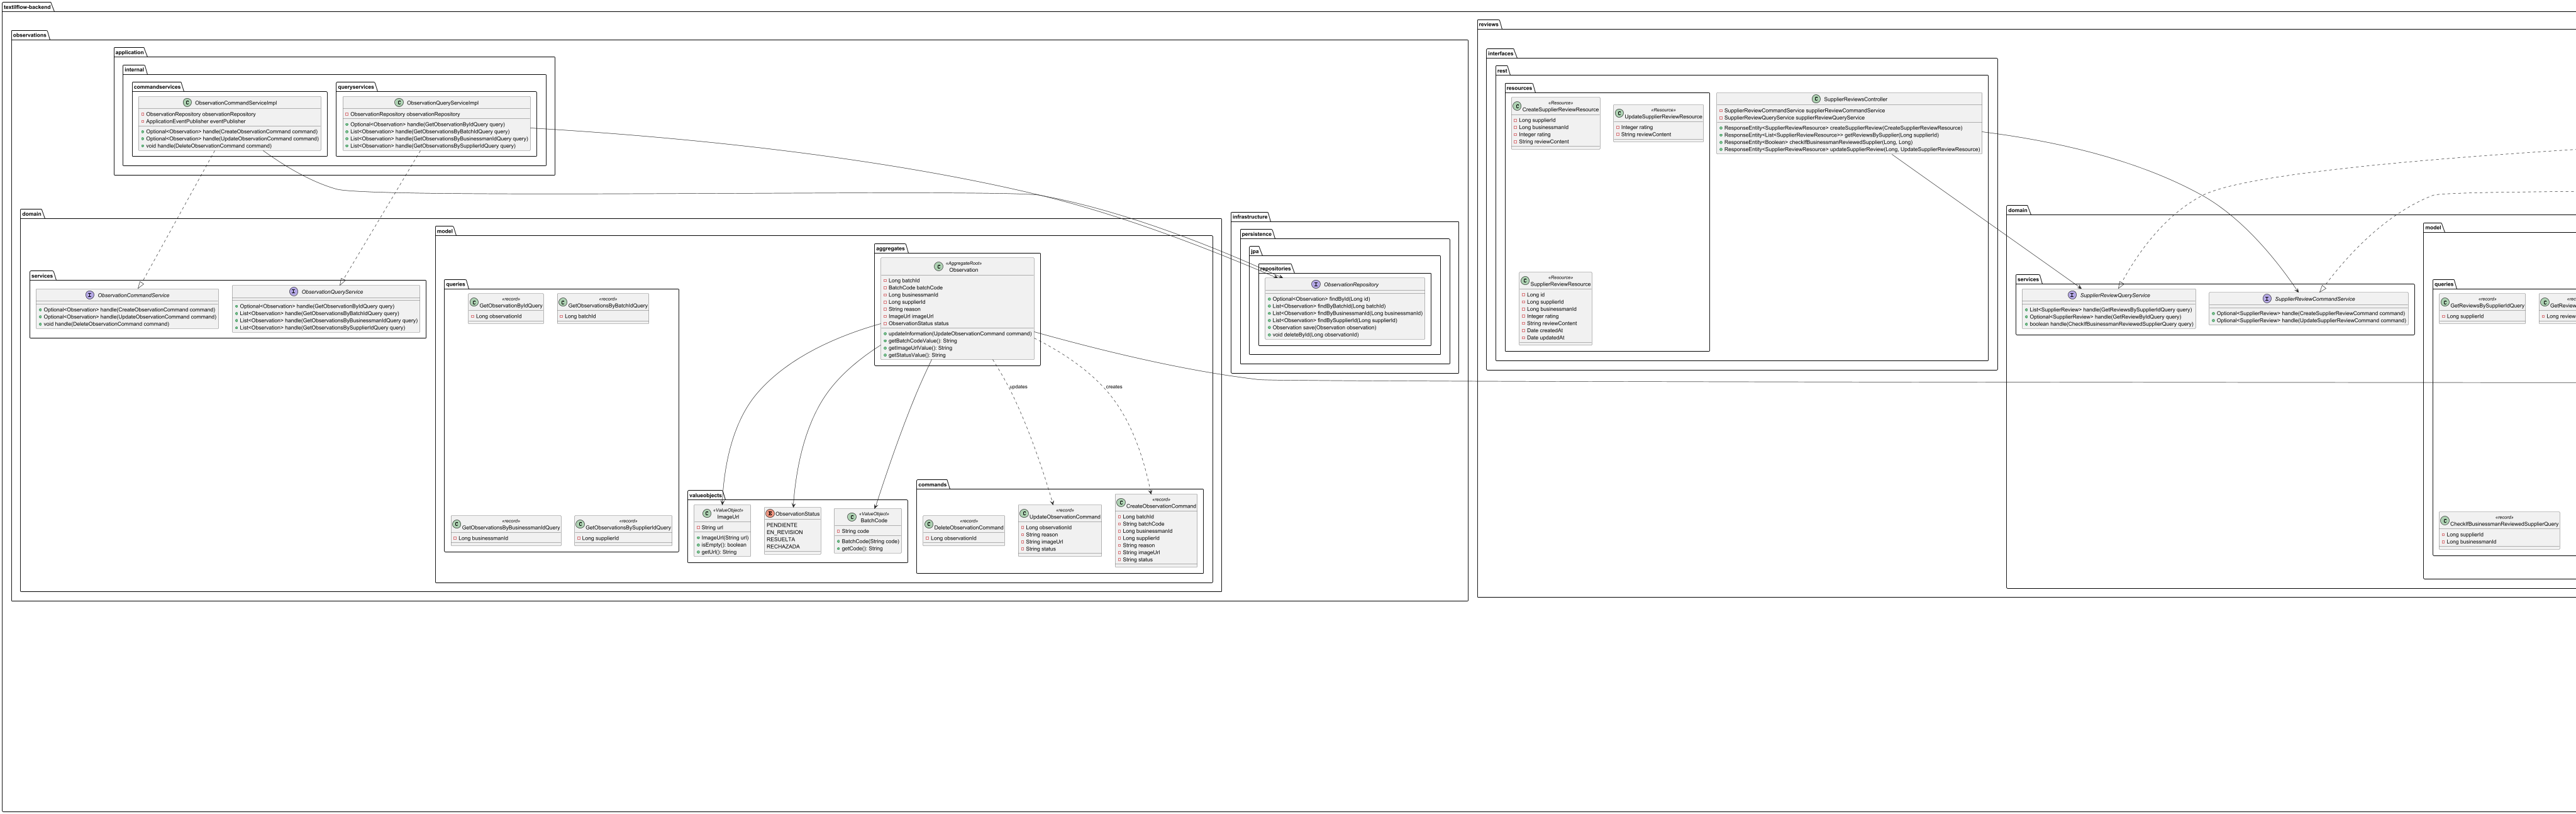 textilflow-backend
observations
application
internal
commandservices
ObservationCommandServiceImpl
ObservationRepository observationRepository
ApplicationEventPublisher eventPublisher
Optional<Observation> handle(CreateObservationCommand command)
Optional<Observation> handle(UpdateObservationCommand command)
void handle(DeleteObservationCommand command)
queryservices
ObservationQueryServiceImpl
ObservationRepository observationRepository
Optional<Observation> handle(GetObservationByIdQuery query)
List<Observation> handle(GetObservationsByBatchIdQuery query)
List<Observation> handle(GetObservationsByBusinessmanIdQuery query)
List<Observation> handle(GetObservationsBySupplierIdQuery query)
domain
services
ObservationCommandService
Optional<Observation> handle(CreateObservationCommand command)
Optional<Observation> handle(UpdateObservationCommand command)
void handle(DeleteObservationCommand command)
ObservationQueryService
Optional<Observation> handle(GetObservationByIdQuery query)
List<Observation> handle(GetObservationsByBatchIdQuery query)
List<Observation> handle(GetObservationsByBusinessmanIdQuery query)
List<Observation> handle(GetObservationsBySupplierIdQuery query)
model
queries
«record»
GetObservationByIdQuery
Long observationId
«record»
GetObservationsByBatchIdQuery
Long batchId
«record»
GetObservationsByBusinessmanIdQuery
Long businessmanId
«record»
GetObservationsBySupplierIdQuery
Long supplierId
aggregates
«AggregateRoot»
Observation
Long batchId
BatchCode batchCode
Long businessmanId
Long supplierId
String reason
ImageUrl imageUrl
ObservationStatus status
updateInformation(UpdateObservationCommand command)
getBatchCodeValue(): String
getImageUrlValue(): String
getStatusValue(): String
updates
creates
valueobjects
«ValueObject»
ImageUrl
String url
ImageUrl(String url)
isEmpty(): boolean
getUrl(): String
ObservationStatus
PENDIENTE
EN_REVISION
RESUELTA
RECHAZADA
«ValueObject»
BatchCode
String code
BatchCode(String code)
getCode(): String
commands
«record»
DeleteObservationCommand
Long observationId
«record»
UpdateObservationCommand
Long observationId
String reason
String imageUrl
String status
«record»
CreateObservationCommand
Long batchId
String batchCode
Long businessmanId
Long supplierId
String reason
String imageUrl
String status
infrastructure
persistence
jpa
repositories
ObservationRepository
Optional<Observation> findById(Long id)
List<Observation> findByBatchId(Long batchId)
List<Observation> findByBusinessmanId(Long businessmanId)
List<Observation> findBySupplierId(Long supplierId)
Observation save(Observation observation)
void deleteById(Long observationId)
reviews
interfaces
rest
resources
«Resource»
CreateSupplierReviewResource
Long supplierId
Long businessmanId
Integer rating
String reviewContent
«Resource»
UpdateSupplierReviewResource
Integer rating
String reviewContent
«Resource»
SupplierReviewResource
Long id
Long supplierId
Long businessmanId
Integer rating
String reviewContent
Date createdAt
Date updatedAt
SupplierReviewsController
SupplierReviewCommandService supplierReviewCommandService
SupplierReviewQueryService supplierReviewQueryService
ResponseEntity<SupplierReviewResource> createSupplierReview(CreateSupplierReviewResource)
ResponseEntity<List<SupplierReviewResource>> getReviewsBySupplier(Long supplierId)
ResponseEntity<Boolean> checkIfBusinessmanReviewedSupplier(Long, Long)
ResponseEntity<SupplierReviewResource> updateSupplierReview(Long, UpdateSupplierReviewResource)
domain
services
SupplierReviewQueryService
List<SupplierReview> handle(GetReviewsBySupplierIdQuery query)
Optional<SupplierReview> handle(GetReviewByIdQuery query)
boolean handle(CheckIfBusinessmanReviewedSupplierQuery query)
SupplierReviewCommandService
Optional<SupplierReview> handle(CreateSupplierReviewCommand command)
Optional<SupplierReview> handle(UpdateSupplierReviewCommand command)
model
queries
«record»
GetReviewsBySupplierIdQuery
Long supplierId
«rec
GetReview
Long review
«record»
CheckIfBusinessmanReviewedSupplierQuery
Long supplierId
Long businessmanId